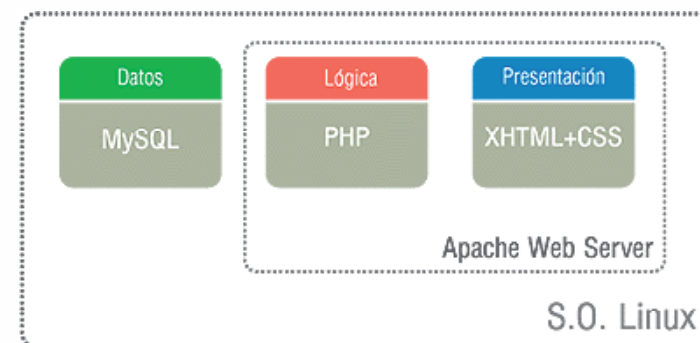 Datos
MySQL
Lógica
PHP
Presentación
XHTML+CSS
Apache Web Server
S.O. Linux